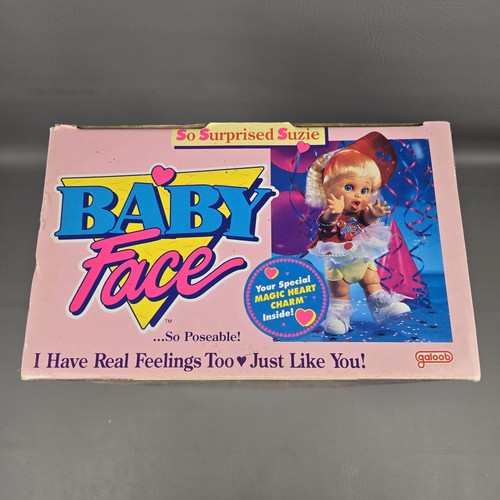 So Surprised Suzie
BABY
Face
TM
...So Poseable!
Your Special
MAGIC HEART
CHARM™
Inside!
I Have Real Feelings Too ♥ Just Like You!
galoob